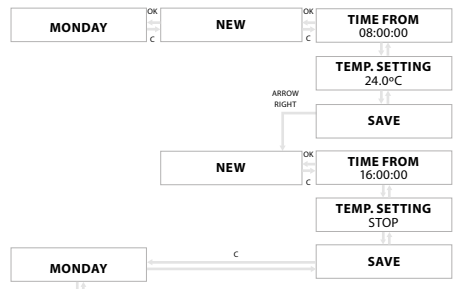 OK OK
MONDAY NEW TIME FROM
08:00:00
C C
TEMP. SETTING
24.0ºC
ARROW
RIGHT
SAVE
OK
NEW TIME FROM
16:00:00
C
TEMP. SETTING
STOP
C
MONDAY SAVE